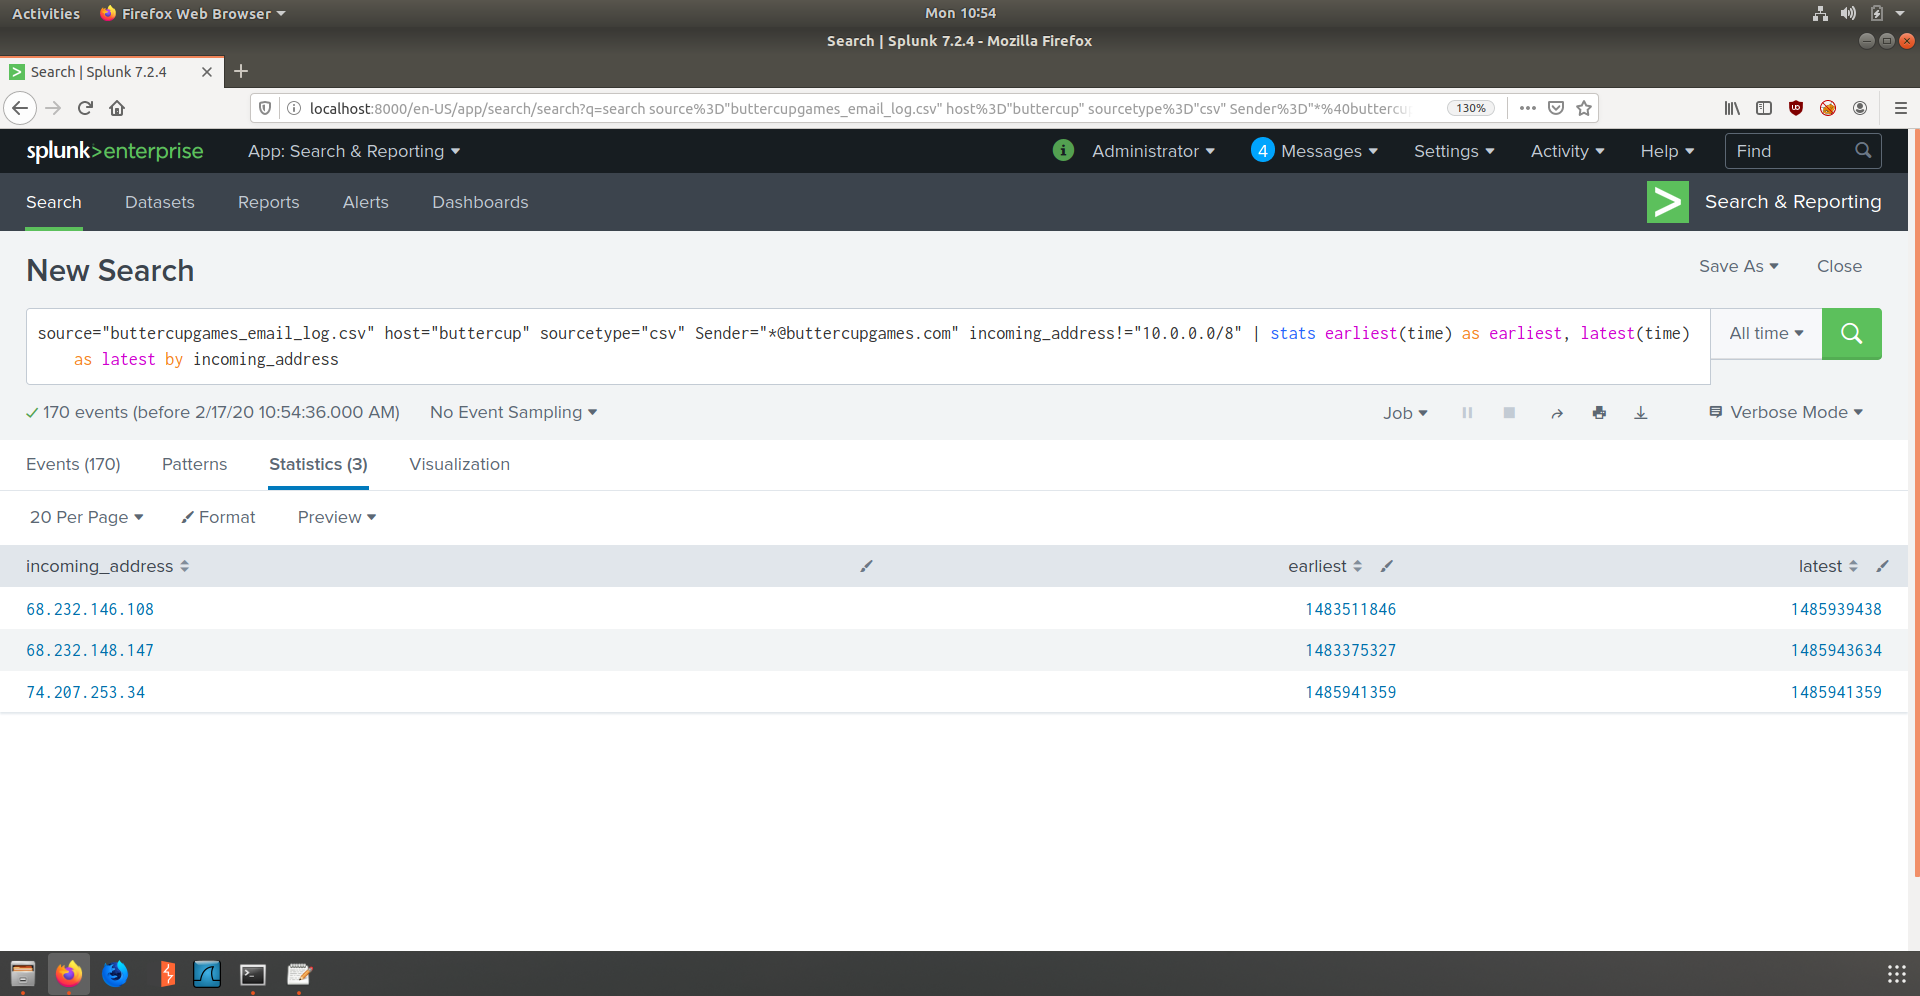 Activities Firefox Web Browser Mon 10:54
Search | Splunk 7.2.4 - Mozilla Firefox
Search | Splunk 7.2.4
localhost:8000/en-US/app/search/search?q=search source%3D"buttercupgames_email_log.csv" host%3D"buttercup" sourcetype%3D"csv" Sender%3D"*%40buttercu 130%
splunk>enterprise App: Search & Reporting i Administrator 4 Messages Settings Activity Help Find
Search Datasets Reports Alerts Dashboards > Search & Reporting
New Search Save As Close
source="buttercupgames_email_log.csv" host="buttercup" sourcetype="csv" Sender="*@buttercupgames.com" incoming_address!="10.0.0.0/8" | stats earliest(time) as earliest, latest(time) All time
as latest by incoming_address
170 events (before 2/17/20 10:54:36.000 AM) No Event Sampling Job Verbose Mode
Events (170) Patterns Statistics (3) Visualization
20 Per Page Format Preview
incoming_address earliest latest
68.232.146.108 1483511846 1485939438
68.232.148.147 1483375327 1485943634
74.207.253.34 1485941359 1485941359